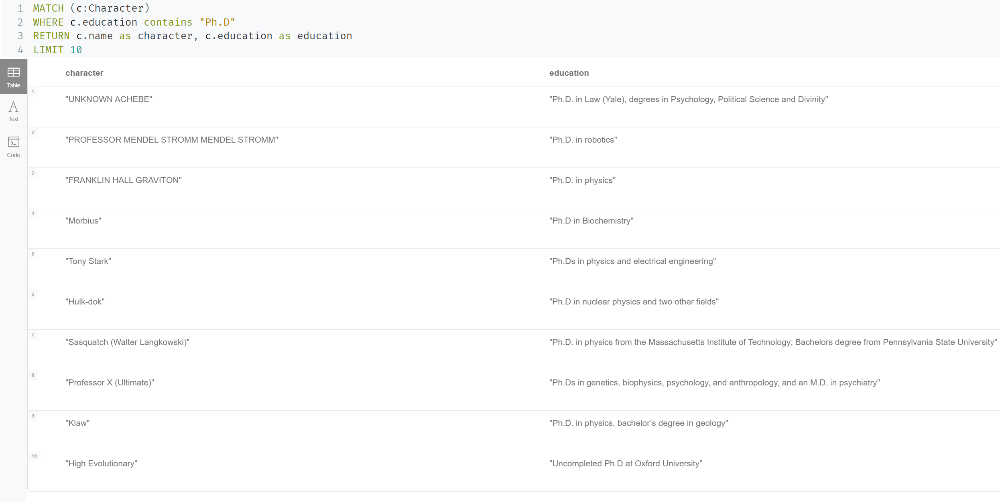 1 MATCH (c:Character)
2 WHERE c.education contains "Ph.D"
3 RETURN c.name as character, c.education as education
4 LIMIT 10
Table
Text
Code
character education
1 "UNKNOWN ACHEBE" "Ph.D. in Law (Yale), degrees in Psychology, Political Science and Divinity"
2 "PROFESSOR MENDEL STROMM MENDEL STROMM" "Ph.D. in robotics"
3 "FRANKLIN HALL GRAVITON" "Ph.D. in physics"
4 "Morbius" "Ph.D in Biochemistry"
5 "Tony Stark" "Ph.Ds in physics and electrical engineering"
6 "Hulk-dok" "Ph.D in nuclear physics and two other fields"
7 "Sasquatch (Walter Langkowski)" "Ph.D. in physics from the Massachusetts Institute of Technology; Bachelors degree from Pennsylvania State University"
8 "Professor X (Ultimate)" "Ph.Ds in genetics, biophysics, psychology, and anthropology, and an M.D. in psychiatry"
9 "Klaw" "Ph.D. in physics, bachelor’s degree in geology"
10 "High Evolutionary" "Uncompleted Ph.D at Oxford University"